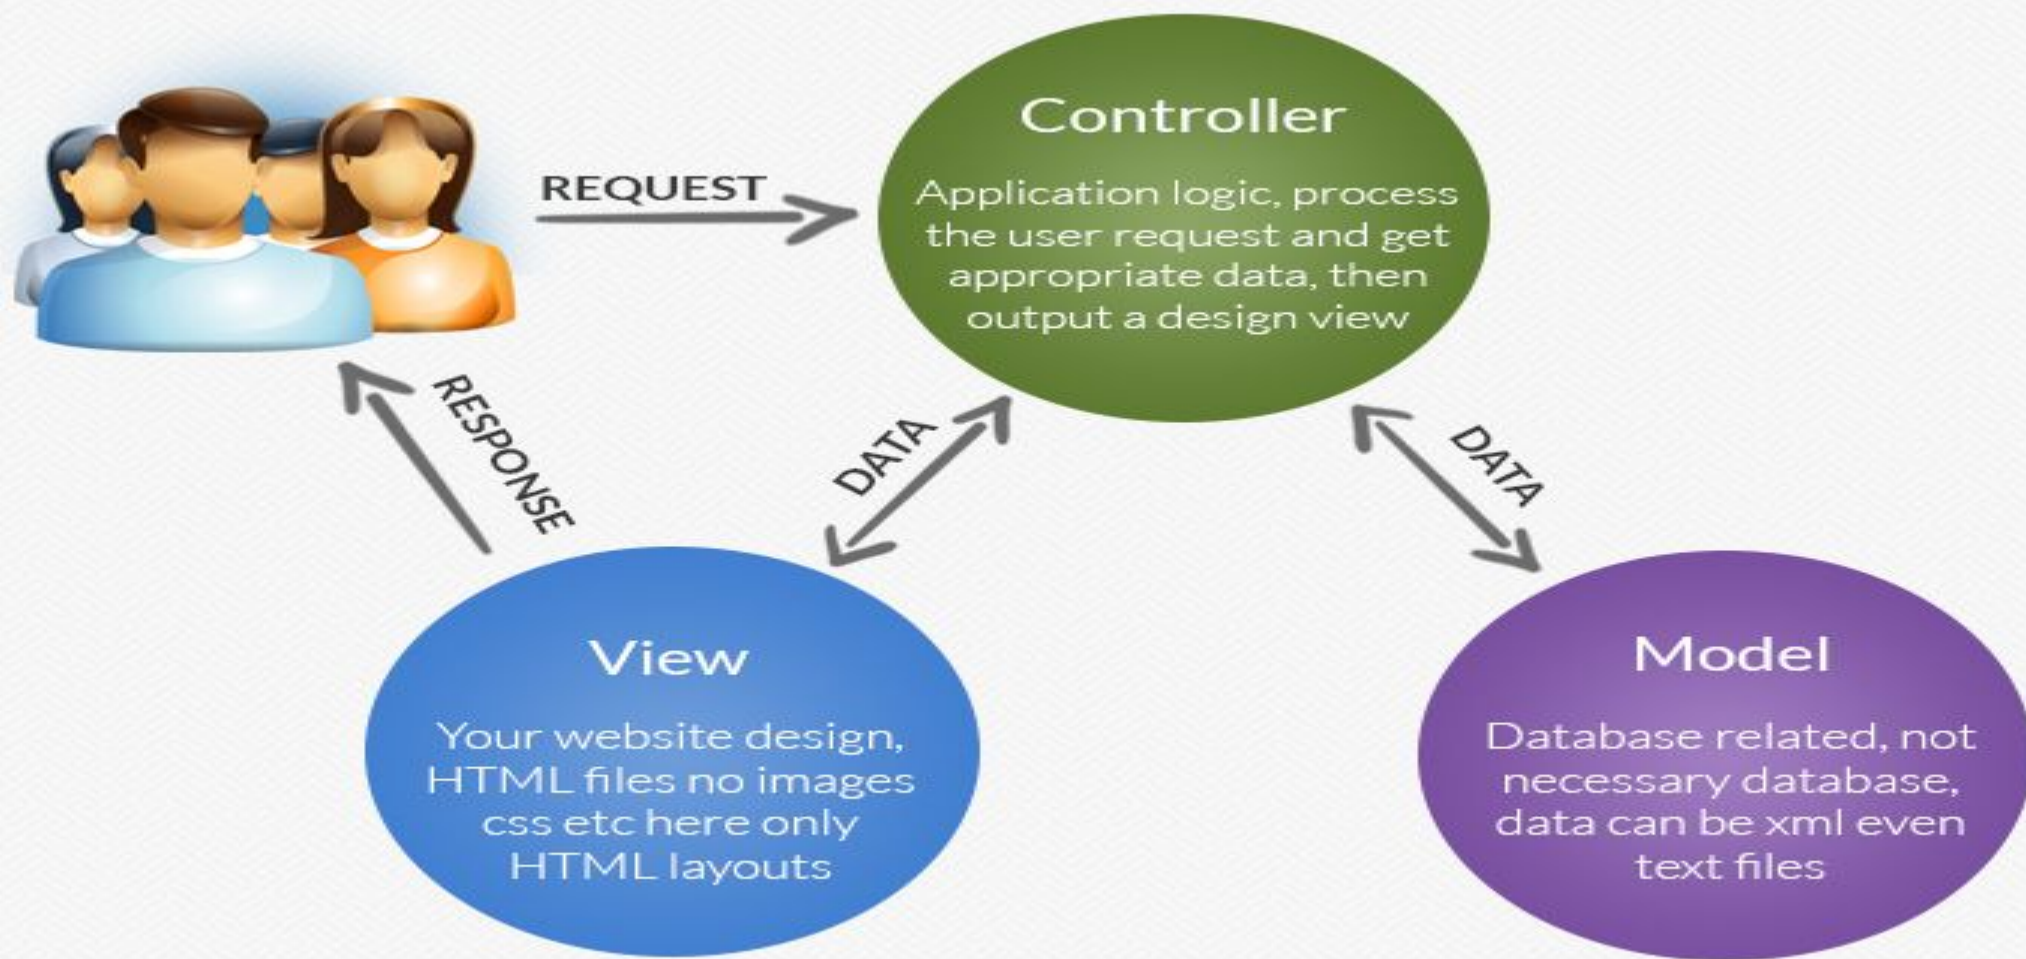 Controller
Application logic, process
the user request and get
appropriate data, then
output a design view
REQUEST
RESPONSE
DATA
DATA
View
Your website design,
HTML files no images
css etc here only
HTML layouts
Model
Database related, not
necessary database,
data can be xml even
text files